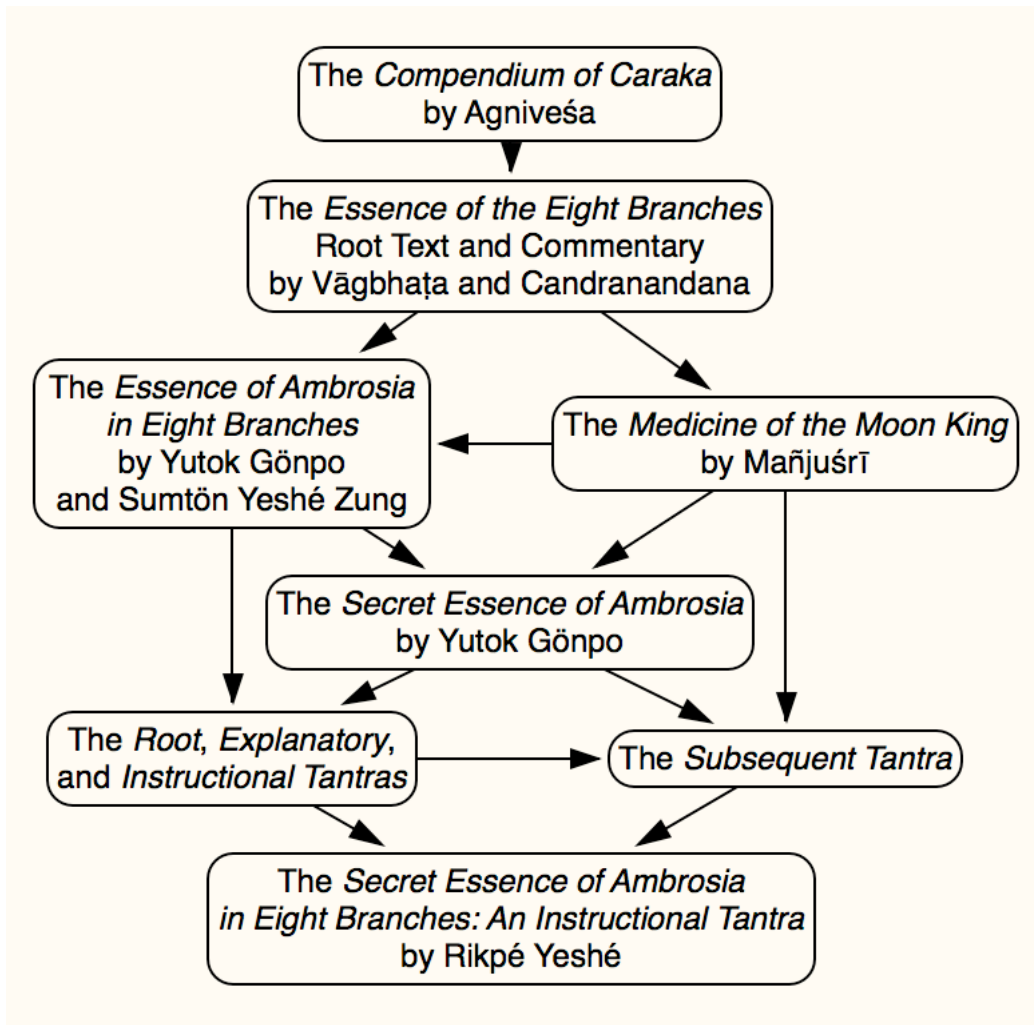 The Compendium of Caraka
by Agniveśa
The Essence of the Eight Branches
Root Text and Commentary
by Vāgbhaṭa and Candranandana
The Essence of Ambrosia
in Eight Branches
by Yutok Gönpo
and Sumtön Yeshé Zung
The Medicine of the Moon King
by Mañjuśrī
The Secret Essence of Ambrosia
by Yutok Gönpo
The Root, Explanatory,
and Instructional Tantras
The Subsequent Tantra
The Secret Essence of Ambrosia
in Eight Branches: An Instructional Tantra
by Rikpé Yeshé